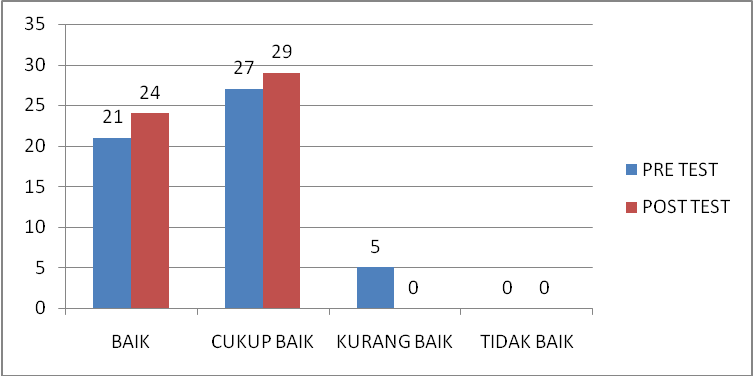 35
30
25
20
15
10
5
0
21
24
27
29
5
0
0
0
BAIK
CUKUP BAIK
KURANG BAIK
TIDAK BAIK
PRE TEST
POST TEST